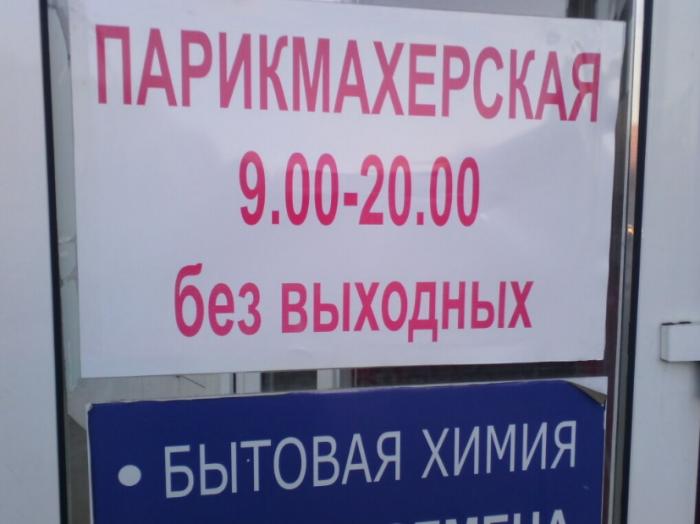 ПАРИКМАХЕРСКАЯ
9.00-20.00
без выходных
• БЫТОВАЯ ХИМИЯ